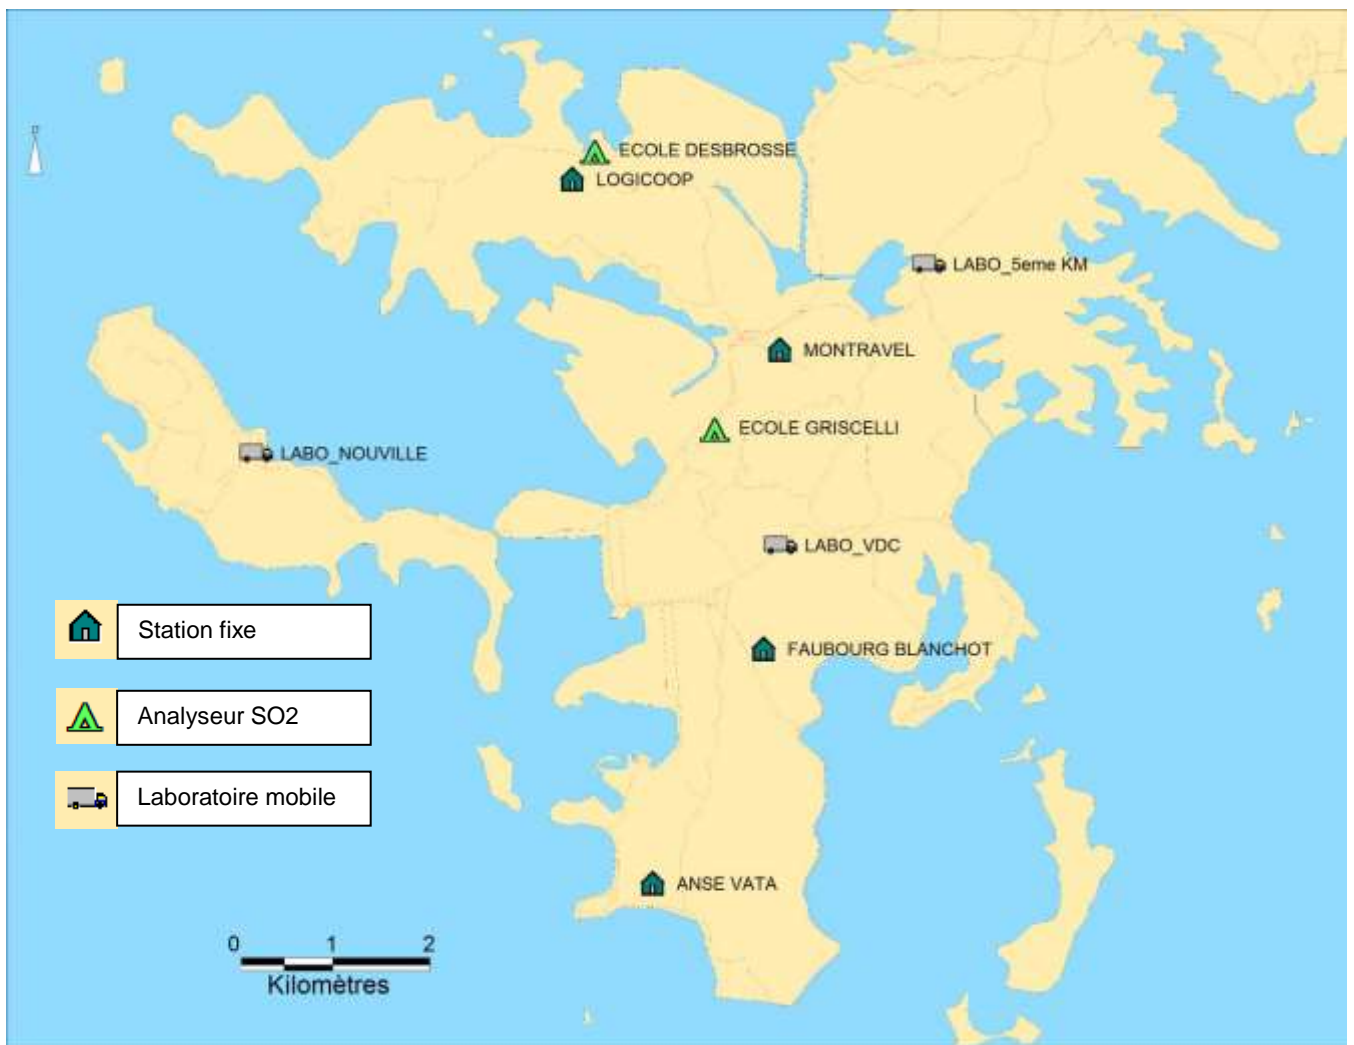 ECOLE DESBROSSE
LOGICOOP
LABO_5eme KM
MONTRAVEL
ECOLE GRISCELLI
LABO_NOUVILLE
LABO_VDC
Station fixe
FAUBOURG BLANCHOT
Analyseur SO2
Laboratoire mobile
ANSE VATA
0 1 2
Kilomètres